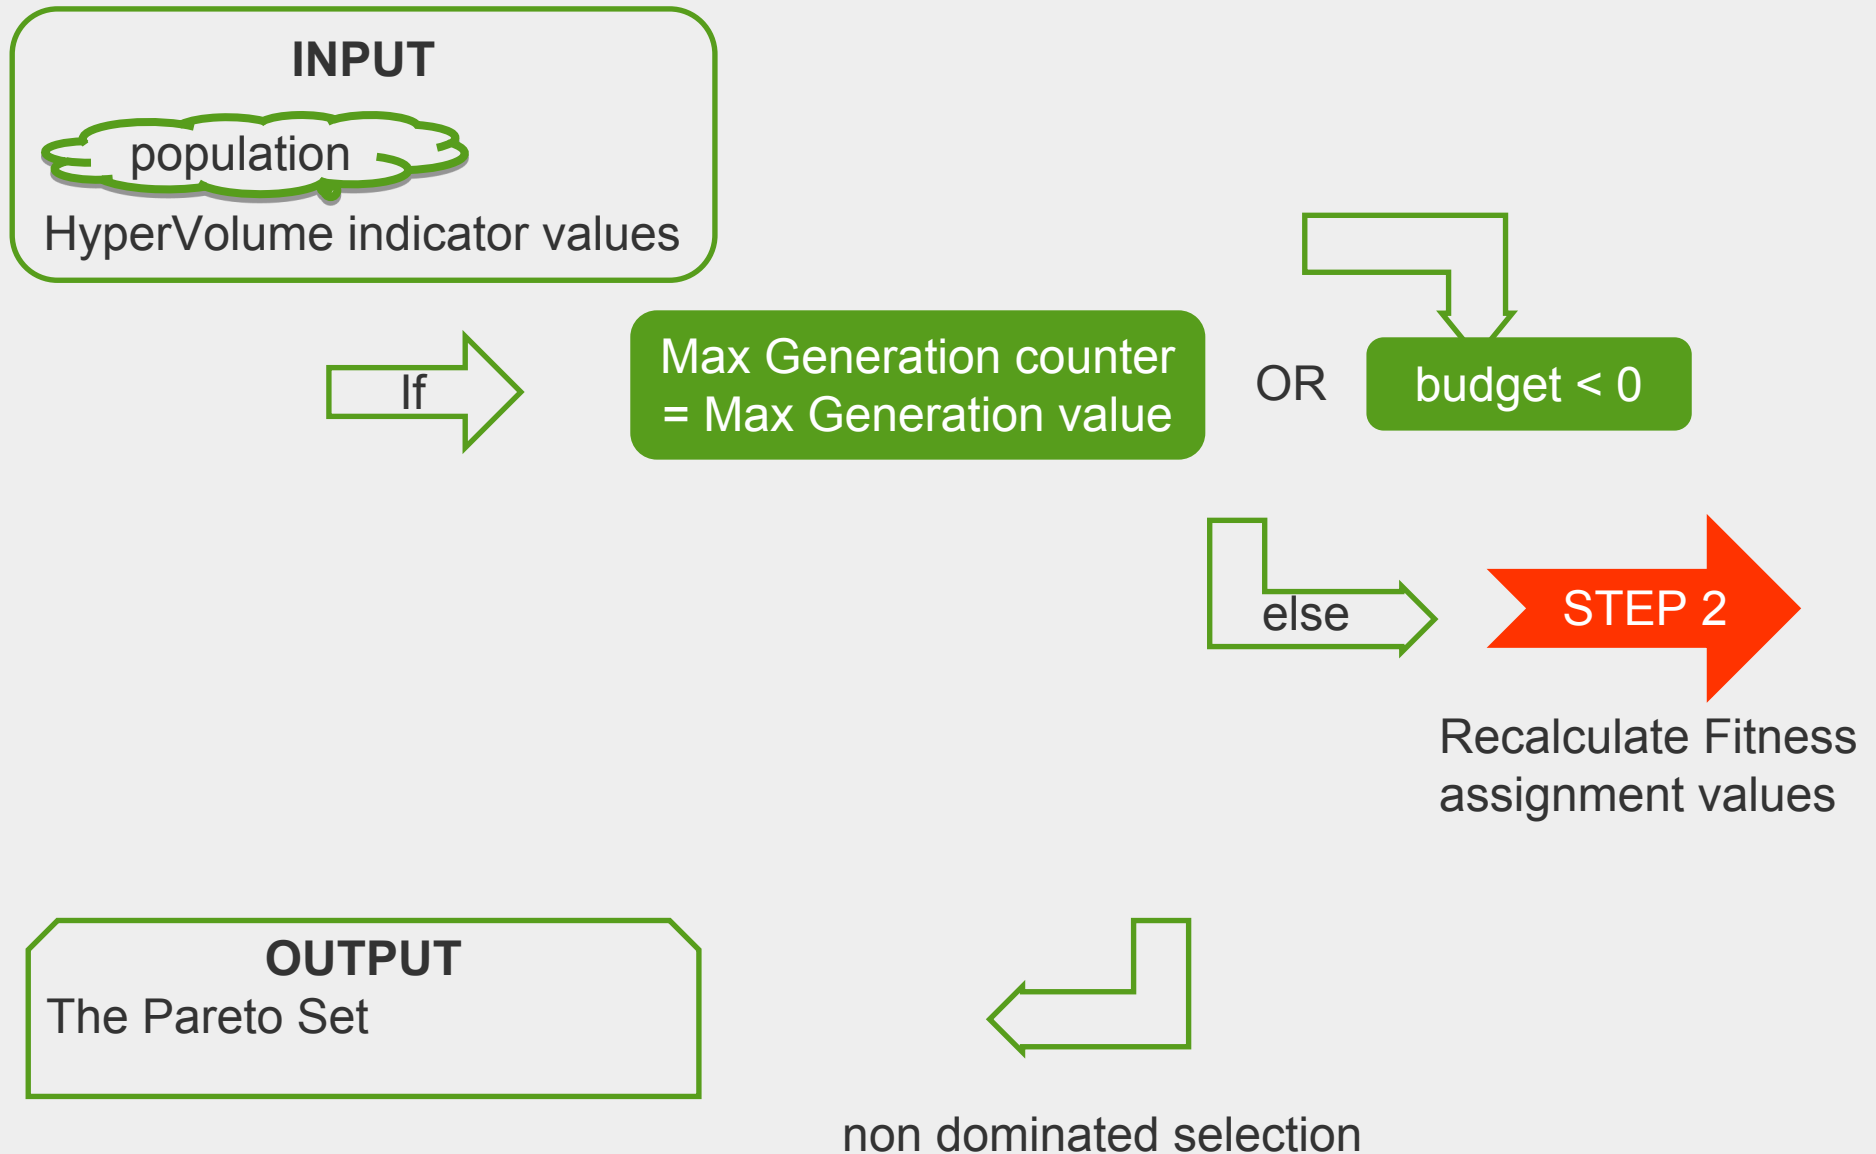 INPUT
population
HyperVolume indicator values
If
Max Generation counter
= Max Generation value
OR
budget < 0
else
STEP 2
Recalculate Fitness
assignment values
OUTPUT
The Pareto Set
non dominated selection